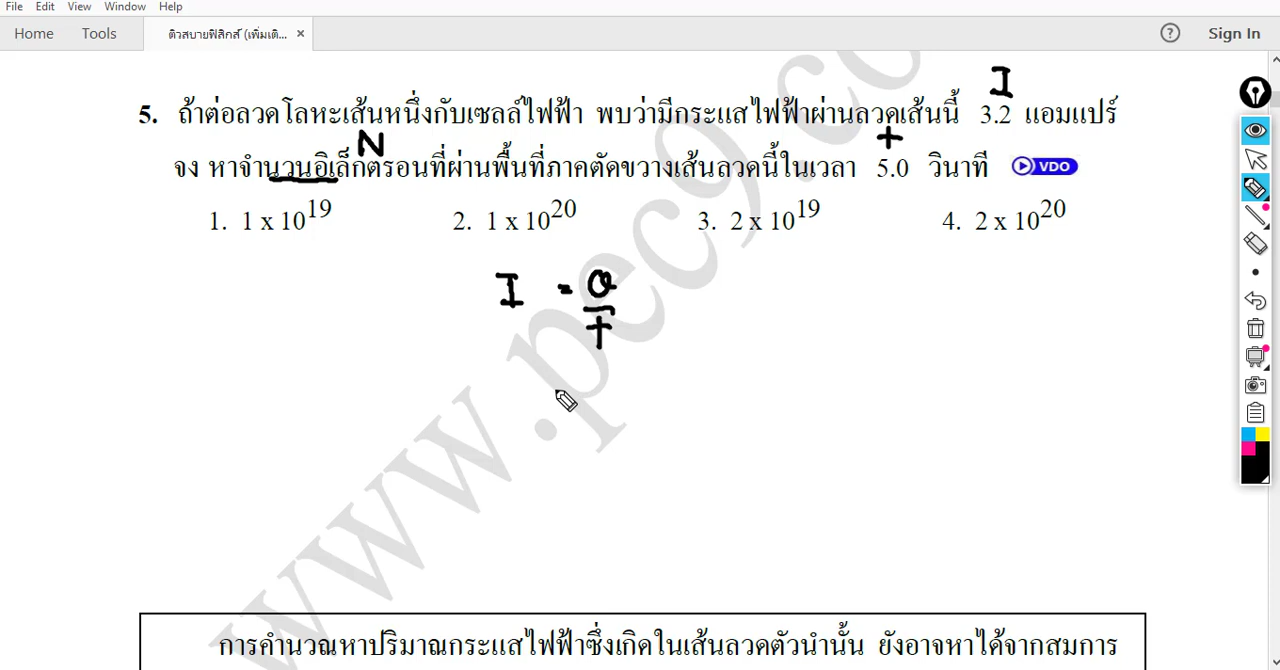 File Edit View Window Help
Home Tools ติวสบายฟิสิกส์ (เพิ่มเติ... × ? Sign In
I
5. ถ้าต่อลวดโลหะเส้นหนึ่งกับเซลล์ไฟฟ้า พบว่ามีกระแสไฟฟ้าผ่านลวดเส้นนี้ 3.2 แอมแปร์
N t
จง หาจำนวนอิเล็กตรอนที่ผ่านพื้นที่ภาคตัดขวางเส้นลวดนี้ในเวลา 5.0 วินาที VDO
1. 1 x 10^19 2. 1 x 10^20 3. 2 x 10^19 4. 2 x 10^20
I = Q
t
www.pec9.co
การคำนวณหาปริมาณกระแสไฟฟ้าซึ่งเกิดในเส้นลวดตัวนำนั้น ยังอาจหาได้จากสมการ